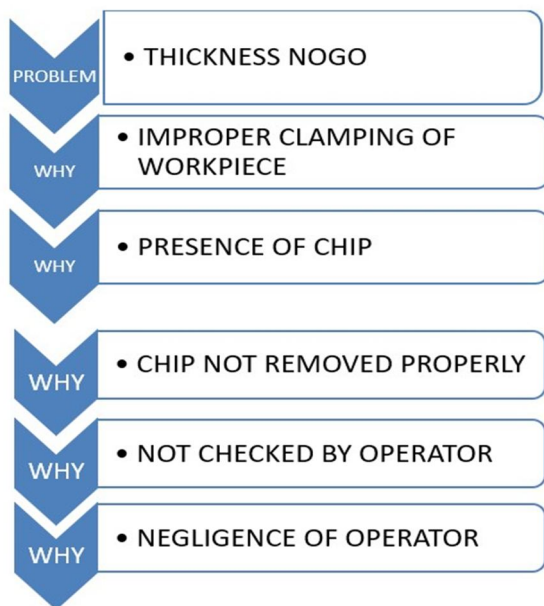 PROBLEM
• THICKNESS NOGO
WHY
• IMPROPER CLAMPING OF
WORKPIECE
WHY
• PRESENCE OF CHIP
WHY
• CHIP NOT REMOVED PROPERLY
WHY
• NOT CHECKED BY OPERATOR
WHY
• NEGLIGENCE OF OPERATOR